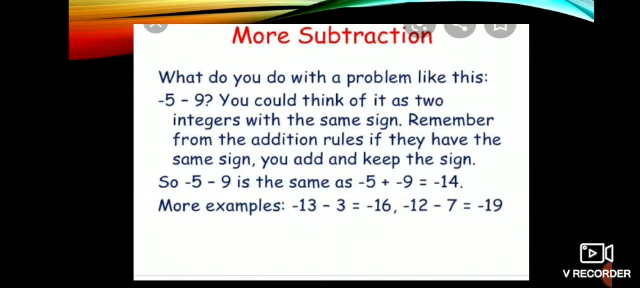 More Subtraction
What do you do with a problem like this:
-5 – 9? You could think of it as two
integers with the same sign. Remember
from the addition rules if they have the
same sign, you add and keep the sign.
So -5 – 9 is the same as -5 + -9 = -14.
More examples: -13 – 3 = -16, -12 – 7 = -19
V RECORDER